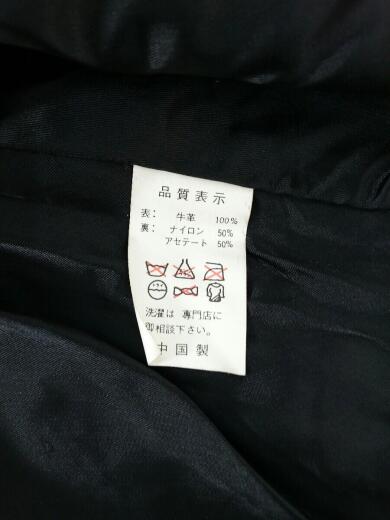 品質表示
表: 牛革 100%
裏: ナイロン 50%
アセテート 50%
洗濯は 専門店に
御相談下さい。
中国製